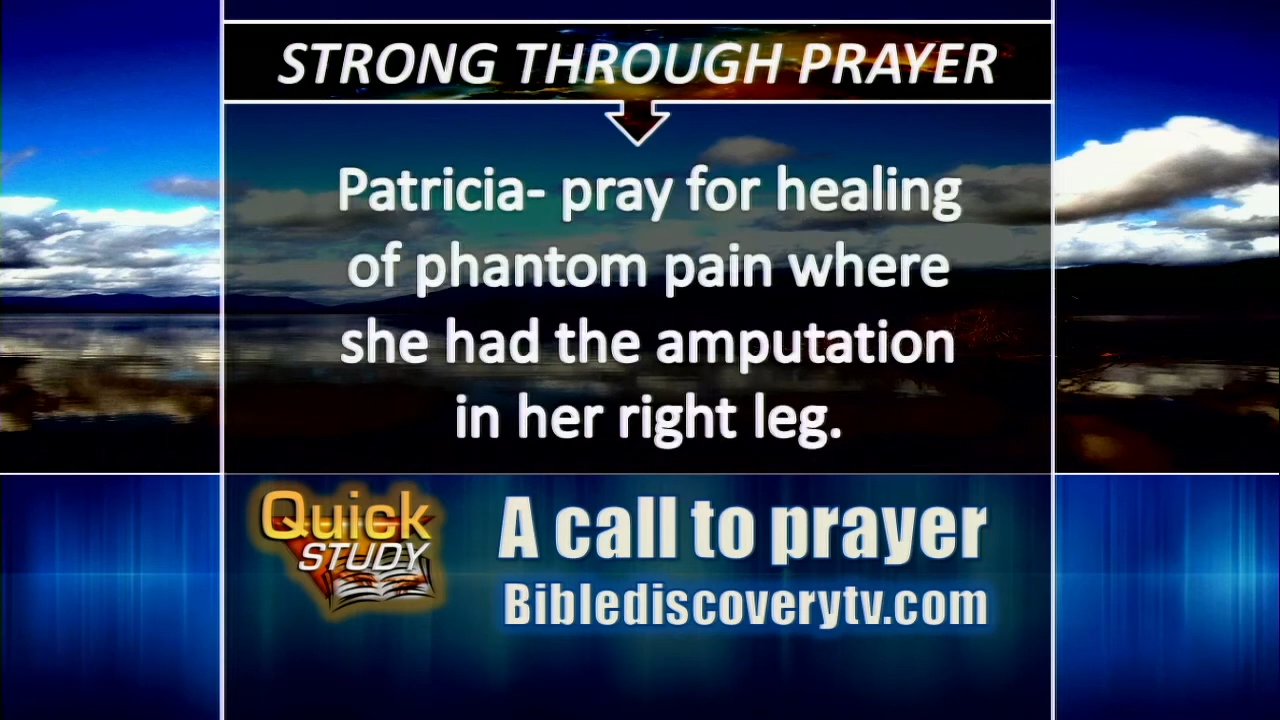 STRONG THROUGH PRAYER
Patricia- pray for healing
of phantom pain where
she had the amputation
in her right leg.
Quick
STUDY
A call to prayer
Biblediscoverytv.com